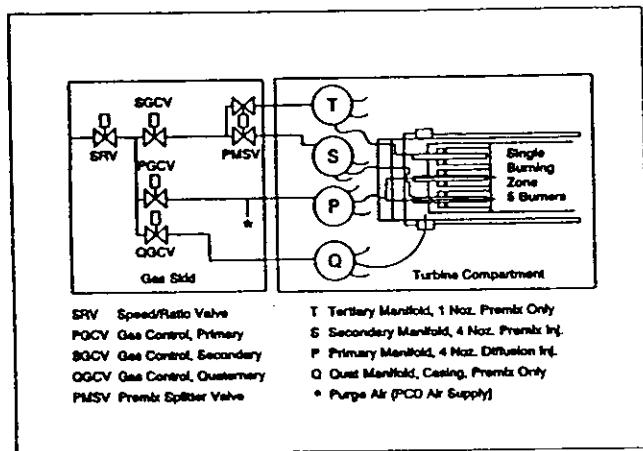 SGCV
SRV
PMSV
PGCV
QGCV
T
S
P
Q
*
Single
Burning
Zone
5 Burners
Gas Skid
Turbine Compartment
SRV Speed/Ratio Valve
PGCV Gas Control, Primary
SGCV Gas Control, Secondary
QGCV Gas Control, Quaternary
PMSV Premix Splitter Valve
T Tertiary Manifold, 1 Noz. Premix Only
S Secondary Manifold, 4 Noz. Premix Inj.
P Primary Manifold, 4 Noz. Diffusion Inj.
Q Quat Manifold, Casing, Premix Only
* Purge Air (PCD Air Supply)